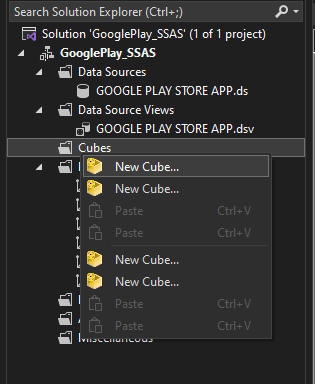 Search Solution Explorer (Ctrl+;)
Solution 'GooglePlay_SSAS' (1 of 1 project)
GooglePlay_SSAS
Data Sources
GOOGLE PLAY STORE APP.ds
Data Source Views
GOOGLE PLAY STORE APP.dsv
Cubes
New Cube...
New Cube...
Paste Ctrl+V
Paste Ctrl+V
New Cube...
New Cube...
Paste Ctrl+V
Paste Ctrl+V
Miscellaneous